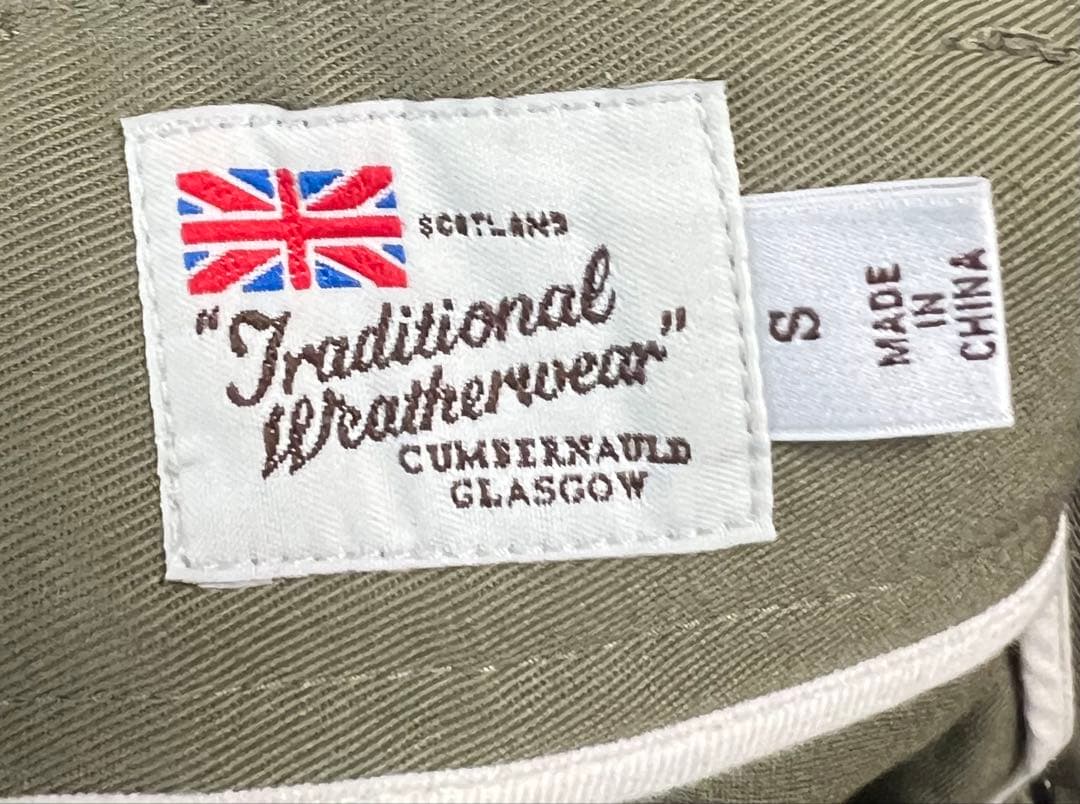 SCOTLAND
"Traditional
Weatherwear"
CUMBERNAULD
GLASGOW
S
MADE
IN
CHINA